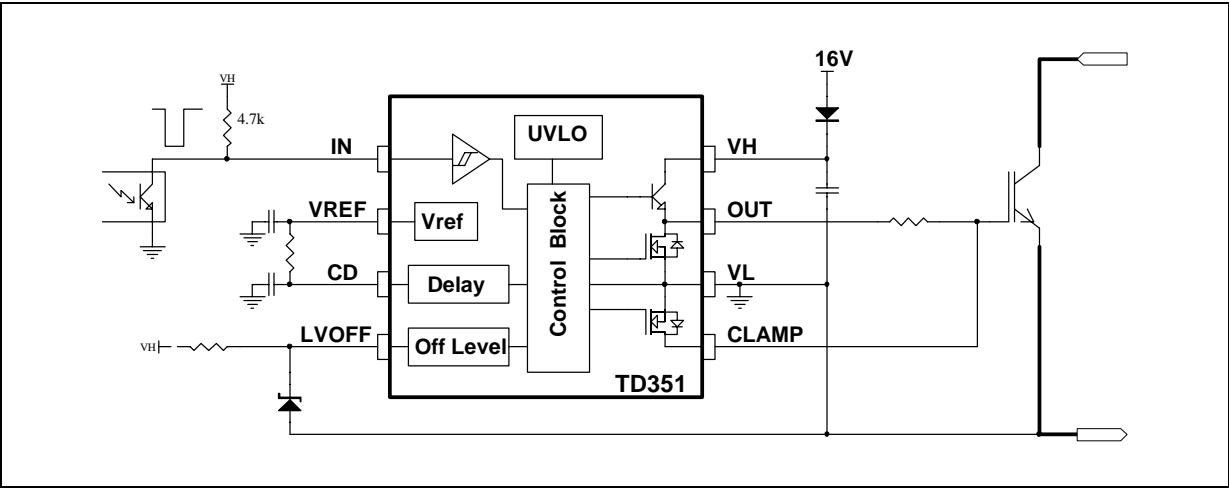 16V
VH
4.7k
IN
UVLO
VH
VREF
Vref
OUT
Control Block
CD
Delay
VL
VH
LVOFF
Off Level
CLAMP
TD351